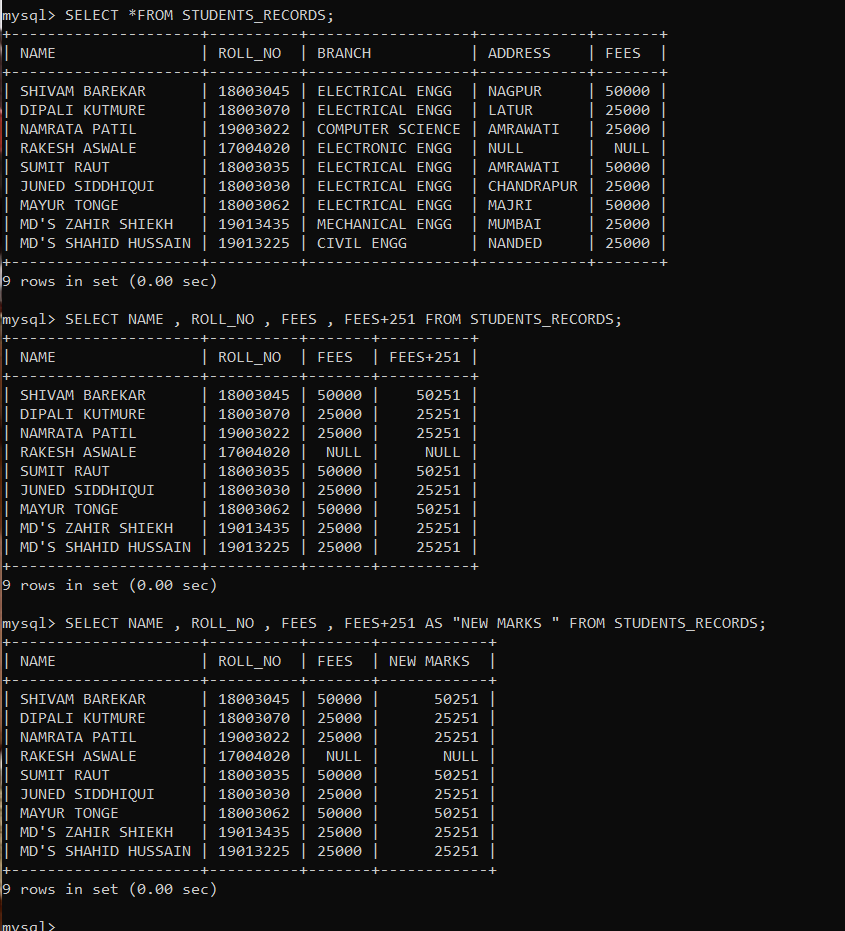 mysql> SELECT *FROM STUDENTS_RECORDS;
+---------------------+----------+------------------+------------+-------+
| NAME                | ROLL_NO  | BRANCH           | ADDRESS    | FEES  |
+---------------------+----------+------------------+------------+-------+
| SHIVAM BAREKAR      | 18003045 | ELECTRICAL ENGG  | NAGPUR     | 50000 |
| DIPALI KUTMURE      | 18003070 | ELECTRICAL ENGG  | LATUR      | 25000 |
| NAMRATA PATIL       | 19003022 | COMPUTER SCIENCE | AMRAWATI   | 25000 |
| RAKESH ASWALE       | 17004020 | ELECTRONIC ENGG  | NULL       |  NULL |
| SUMIT RAUT          | 18003035 | ELECTRICAL ENGG  | AMRAWATI   | 50000 |
| JUNED SIDDHIQUI     | 18003030 | ELECTRICAL ENGG  | CHANDRAPUR | 25000 |
| MAYUR TONGE         | 18003062 | ELECTRICAL ENGG  | MAJRI      | 50000 |
| MD'S ZAHIR SHIEKH   | 19013435 | MECHANICAL ENGG  | MUMBAI     | 25000 |
| MD'S SHAHID HUSSAIN | 19013225 | CIVIL ENGG       | NANDED     | 25000 |
+---------------------+----------+------------------+------------+-------+
9 rows in set (0.00 sec)

mysql> SELECT NAME , ROLL_NO , FEES , FEES+251 FROM STUDENTS_RECORDS;
+---------------------+----------+-------+----------+
| NAME                | ROLL_NO  | FEES  | FEES+251 |
+---------------------+----------+-------+----------+
| SHIVAM BAREKAR      | 18003045 | 50000 |    50251 |
| DIPALI KUTMURE      | 18003070 | 25000 |    25251 |
| NAMRATA PATIL       | 19003022 | 25000 |    25251 |
| RAKESH ASWALE       | 17004020 |  NULL |     NULL |
| SUMIT RAUT          | 18003035 | 50000 |    50251 |
| JUNED SIDDHIQUI     | 18003030 | 25000 |    25251 |
| MAYUR TONGE         | 18003062 | 50000 |    50251 |
| MD'S ZAHIR SHIEKH   | 19013435 | 25000 |    25251 |
| MD'S SHAHID HUSSAIN | 19013225 | 25000 |    25251 |
+---------------------+----------+-------+----------+
9 rows in set (0.00 sec)

mysql> SELECT NAME , ROLL_NO , FEES , FEES+251 AS "NEW MARKS " FROM STUDENTS_RECORDS;
+---------------------+----------+-------+------------+
| NAME                | ROLL_NO  | FEES  | NEW MARKS  |
+---------------------+----------+-------+------------+
| SHIVAM BAREKAR      | 18003045 | 50000 |      50251 |
| DIPALI KUTMURE      | 18003070 | 25000 |      25251 |
| NAMRATA PATIL       | 19003022 | 25000 |      25251 |
| RAKESH ASWALE       | 17004020 |  NULL |       NULL |
| SUMIT RAUT          | 18003035 | 50000 |      50251 |
| JUNED SIDDHIQUI     | 18003030 | 25000 |      25251 |
| MAYUR TONGE         | 18003062 | 50000 |      50251 |
| MD'S ZAHIR SHIEKH   | 19013435 | 25000 |      25251 |
| MD'S SHAHID HUSSAIN | 19013225 | 25000 |      25251 |
+---------------------+----------+-------+------------+
9 rows in set (0.00 sec)

mysql>